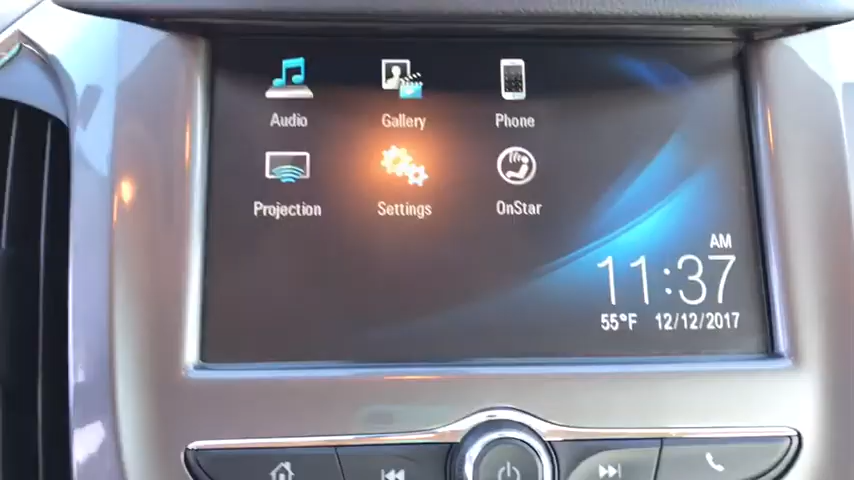 Audio
Gallery
Phone
Projection
Settings
OnStar
AM
11:37
55°F 12/12/2017